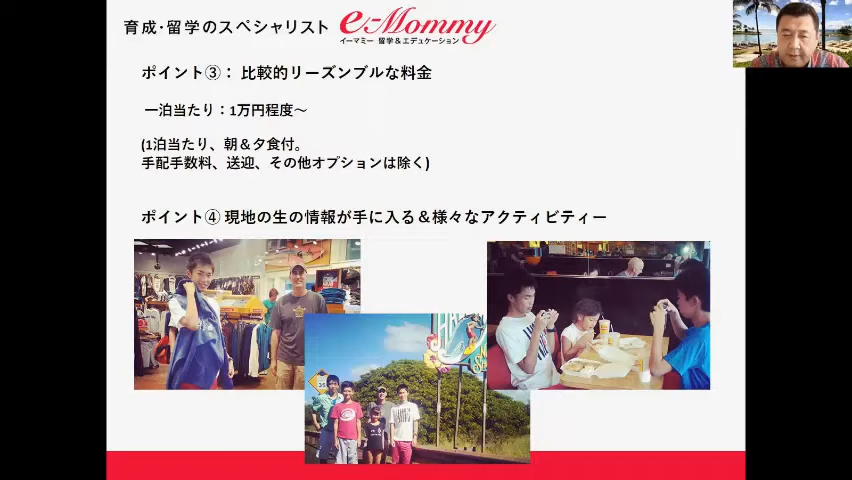 育成・留学のスペシャリスト e-Mommy
イーマミー 留学&エデュケーション
ポイント③： 比較的リーズンブルな料金
一泊当たり：1万円程度～
(1泊当たり、朝＆夕食付。
手配手数料、送迎、その他オプションは除く)
ポイント④ 現地の生の情報が手に入る＆様々なアクティビティー